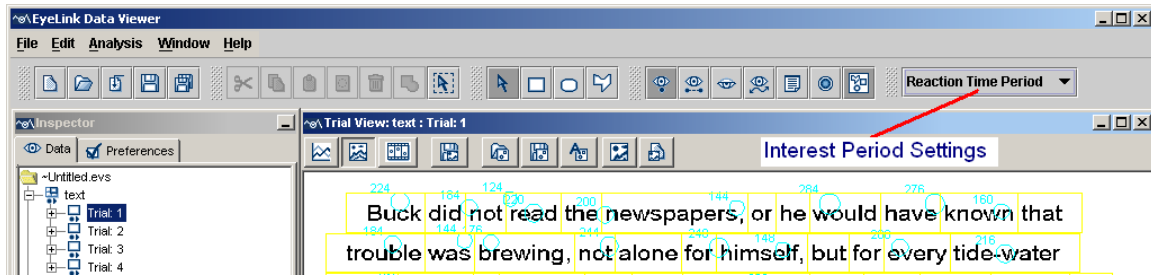 EyeLink Data Viewer
File Edit Analysis Window Help
Reaction Time Period
Inspector
Trial View: text : Trial: 1
Data Preferences
Interest Period Settings
~Untitled.evs
text
Trial: 1
Trial: 2
Trial: 3
Trial: 4
224 184 124 220 200 144 264 276 160
Buck did not read the newspapers, or he would have known that
184 144 176 244 248 148 200 216
trouble was brewing, not alone for himself, but for every tide-water